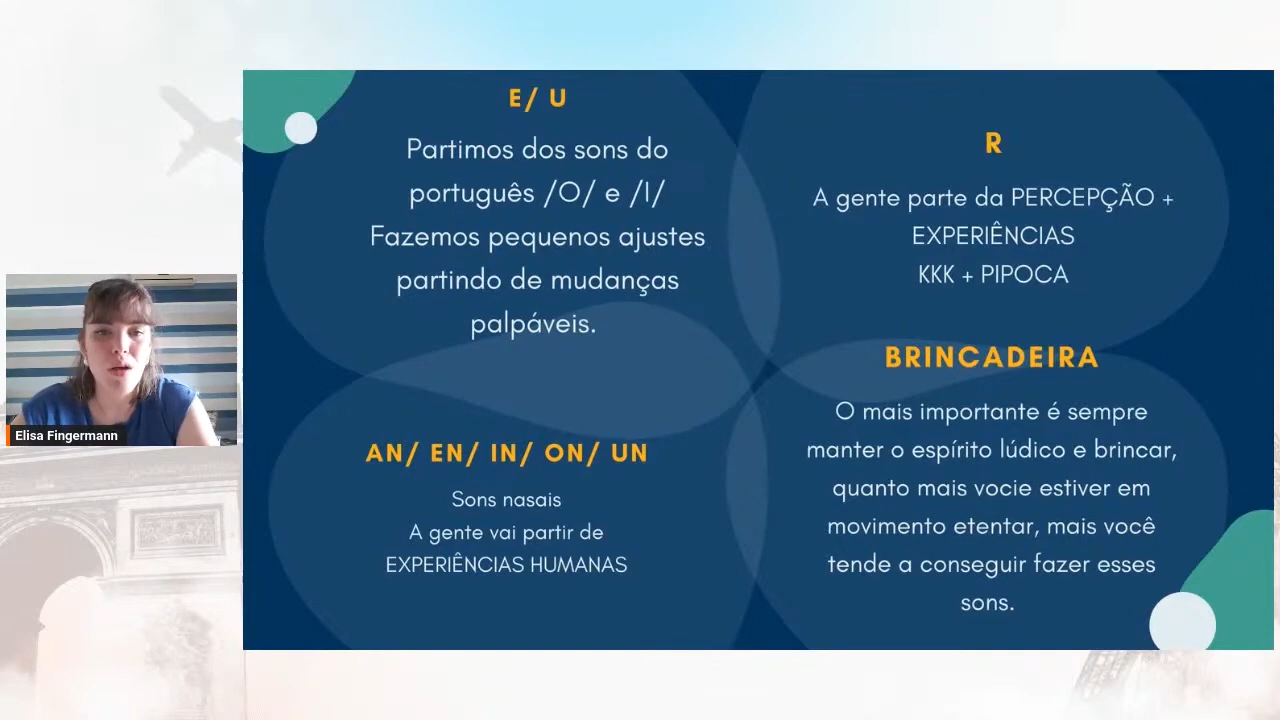 E/ U
Partimos dos sons do
português /O/ e /I/
Fazemos pequenos ajustes
partindo de mudanças
palpáveis.
R
A gente parte da PERCEPÇÃO +
EXPERIÊNCIAS
KKK + PIPOCA
AN/ EN/ IN/ ON/ UN
Sons nasais
A gente vai partir de
EXPERIÊNCIAS HUMANAS
BRINCADEIRA
O mais importante é sempre
manter o espírito lúdico e brincar,
quanto mais vocie estiver em
movimento etentar, mais você
tende a conseguir fazer esses
sons.
Elisa Fingermann